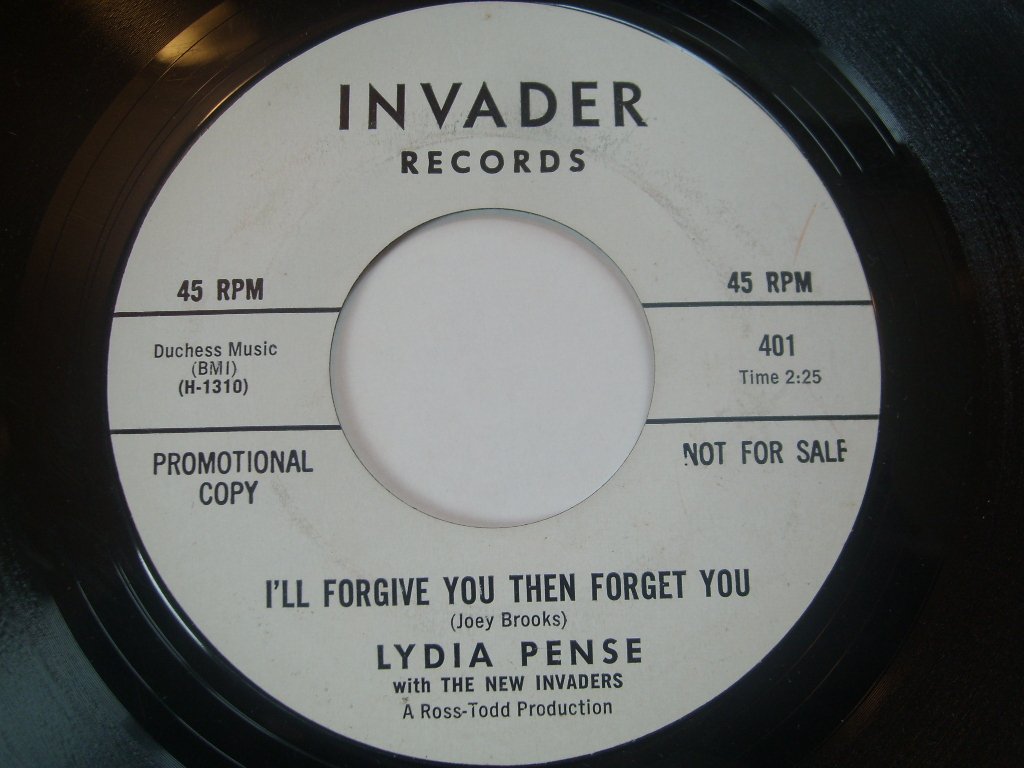 INVADER
RECORDS
45 RPM
45 RPM
Duchess Music
(BMI)
(H-1310)
401
Time 2:25
PROMOTIONAL
COPY
NOT FOR SALE
I'LL FORGIVE YOU THEN FORGET YOU
(Joey Brooks)
LYDIA PENSE
with THE NEW INVADERS
A Ross-Todd Production